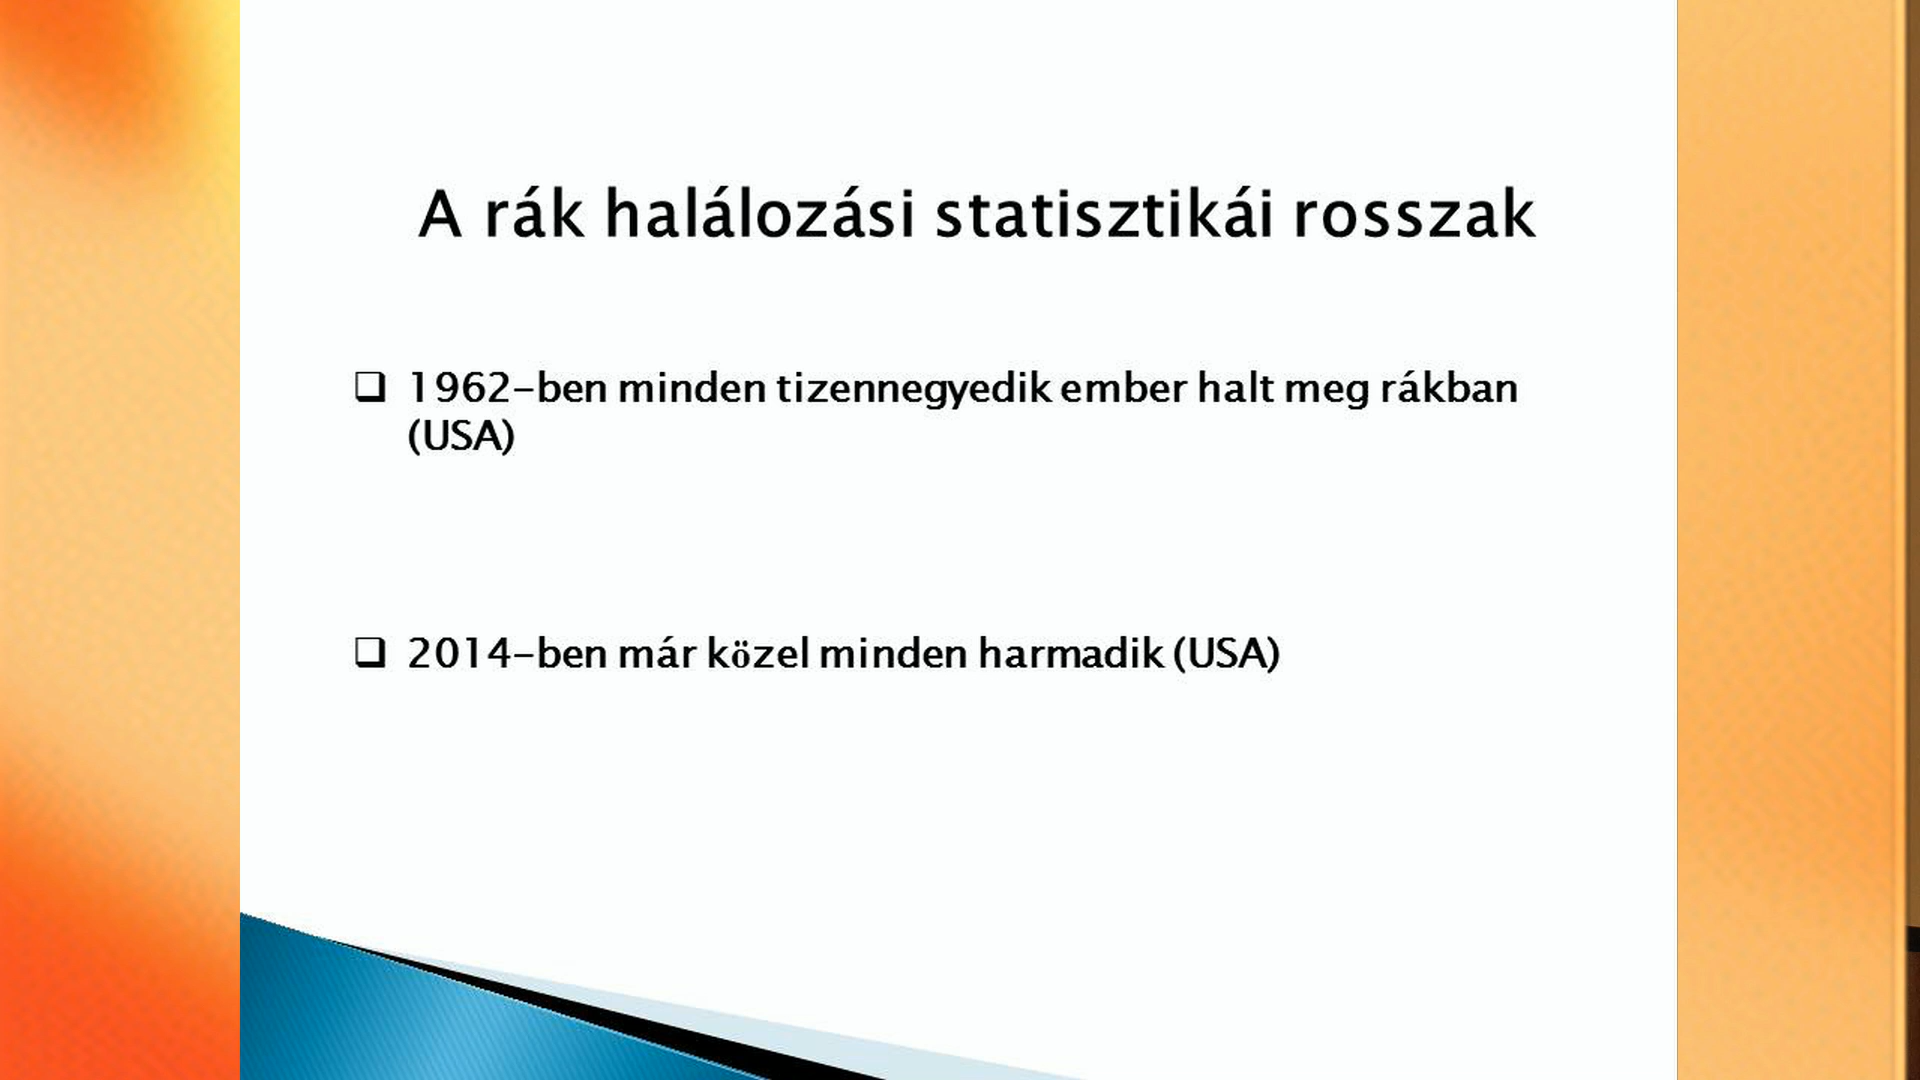 A rák halálozási statisztikái rosszak
1962-ben minden tizennegyedik ember halt meg rákban
(USA)
2014-ben már közel minden harmadik (USA)